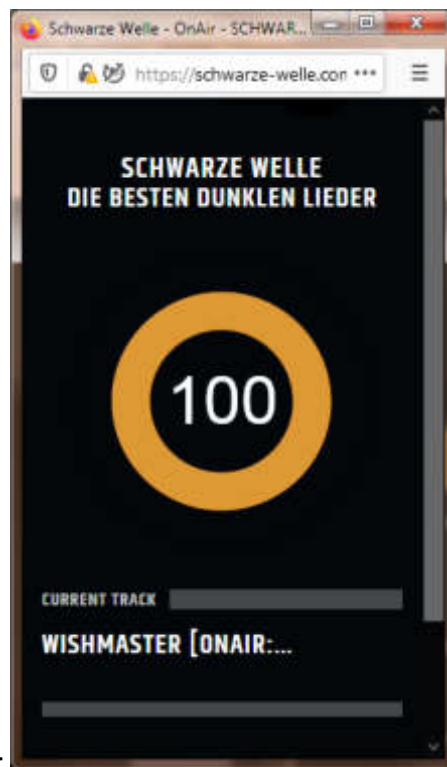 Schwarze Welle - OnAir - SCHWAR...
https://schwarze-welle.con •••
SCHWARZE WELLE
DIE BESTEN DUNKLEN LIEDER
100
CURRENT TRACK
WISHMASTER [ONAIR:...